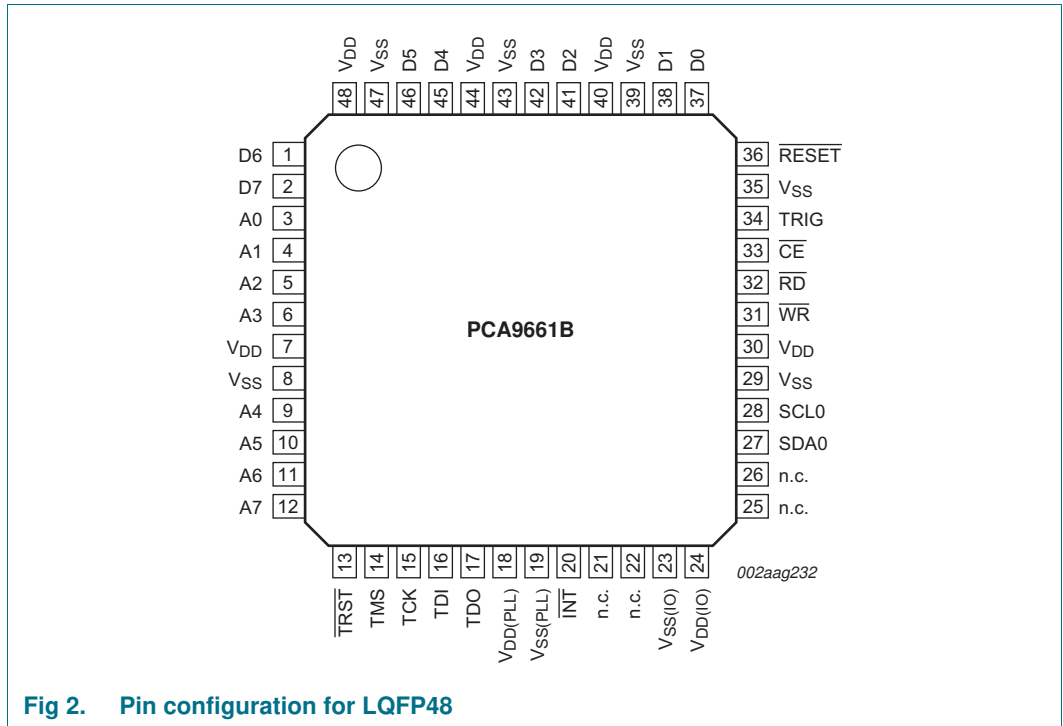 VDD VSS D5 D4 VDD VSS D3 D2 VDD VSS D1 D0
48 47 46 45 44 43 42 41 40 39 38 37
D6 1
D7 2
A0 3
A1 4
A2 5
A3 6
VDD 7
VSS 8
A4 9
A5 10
A6 11
A7 12
PCA9661B
36 RESET
35 VSS
34 TRIG
33 CE
32 RD
31 WR
30 VDD
29 VSS
28 SCL0
27 SDA0
26 n.c.
25 n.c.
13 14 15 16 17 18 19 20 21 22 23 24
TRST TMS TCK TDI TDO VDD(PLL) VSS(PLL) INT n.c. n.c. VSS(IO) VDD(IO)
002aag232
Fig 2. Pin configuration for LQFP48